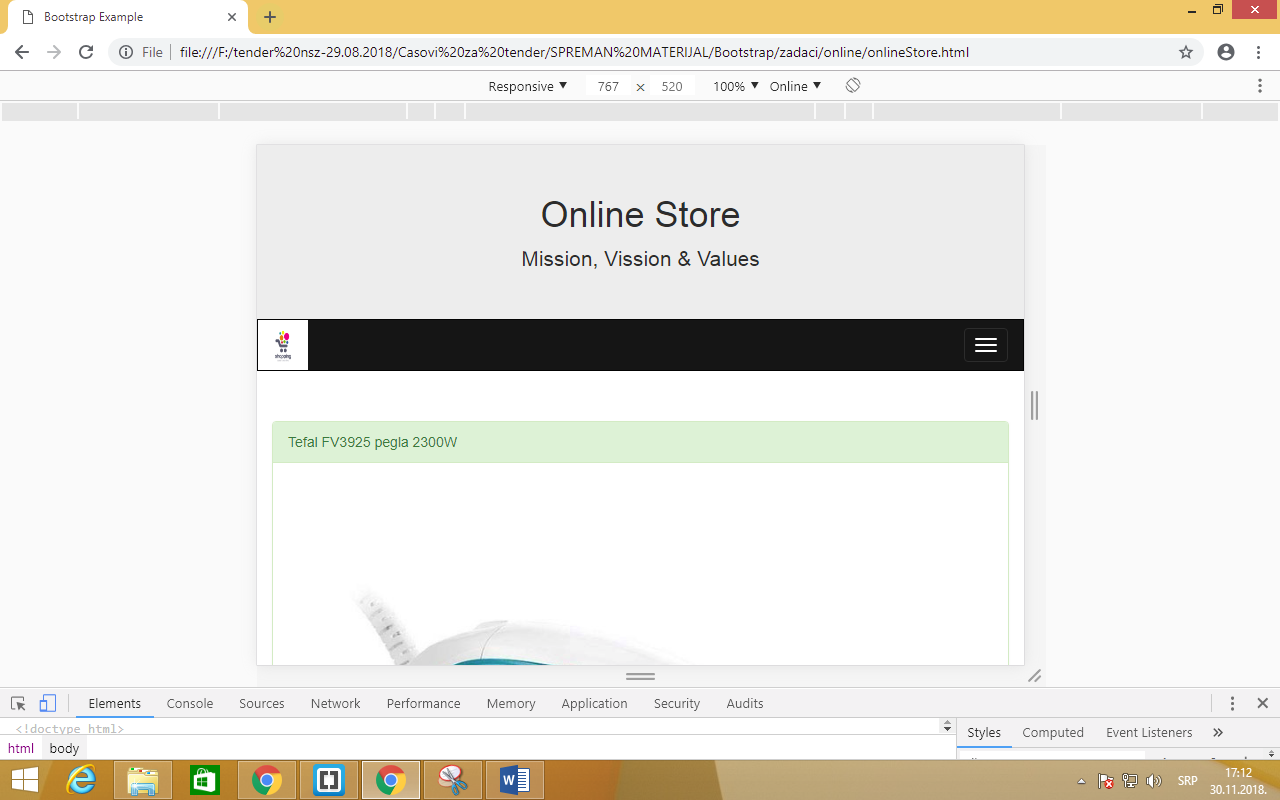 Bootstrap Example
File file:///F:/tender%20nsz-29.08.2018/Casovi%20za%20tender/SPREMAN%20MATERIJAL/Bootstrap/zadaci/online/onlineStore.html
Responsive 767 × 520 100% Online
Online Store
Mission, Vission & Values
shopping
Tefal FV3925 pegla 2300W
Elements Console Sources Network Performance Memory Application Security Audits
<!doctype html>
Styles Computed Event Listeners
html body
SRP
17:12
30.11.2018.